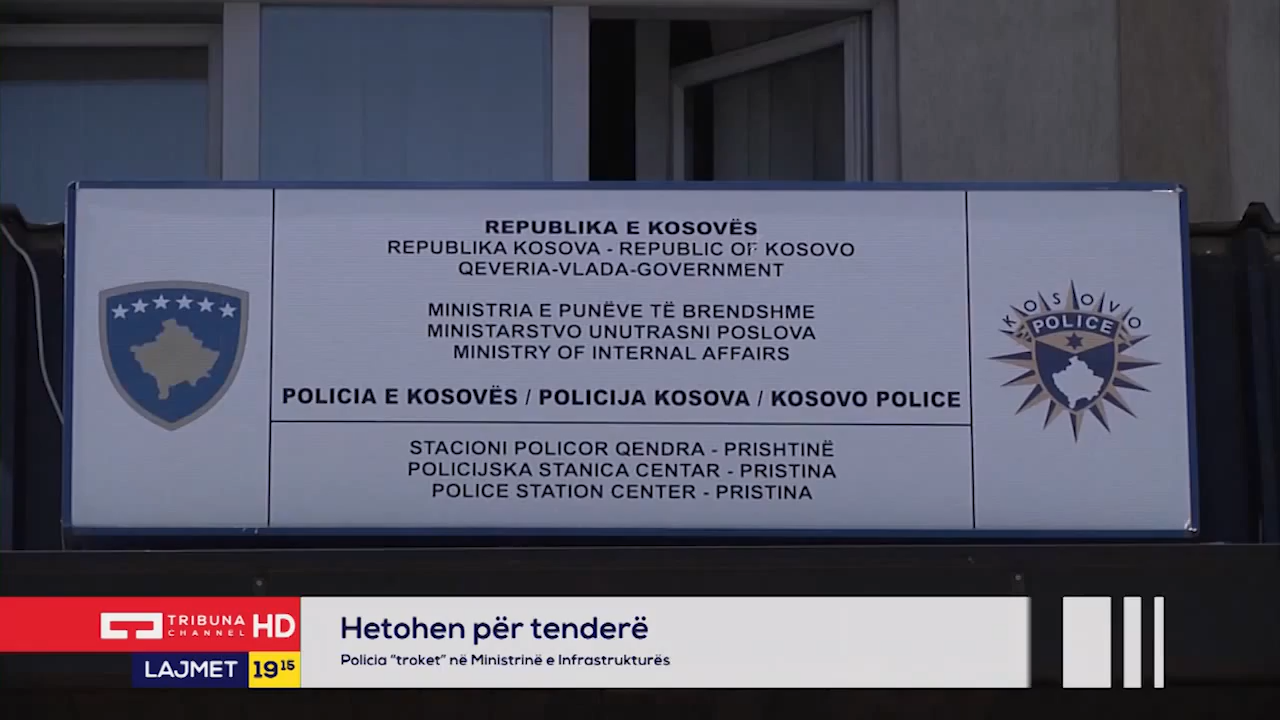 REPUBLIKA E KOSOVËS
REPUBLIKA KOSOVA - REPUBLIC OF KOSOVO
QEVERIA-VLADA-GOVERNMENT
MINISTRIA E PUNËVE TË BRENDSHME
MINISTARSTVO UNUTRASNI POSLOVA
MINISTRY OF INTERNAL AFFAIRS
POLICIA E KOSOVËS / POLICIJA KOSOVA / KOSOVO POLICE
STACIONI POLICOR QENDRA - PRISHTINË
POLICIJSKA STANICA CENTAR - PRISTINA
POLICE STATION CENTER - PRISTINA
KOSOVO
POLICE
TRIBUNA
CHANNEL
HD
LAJMET 19 15
Hetohen për tenderë
Policia “troket” në Ministrinë e Infrastrukturës